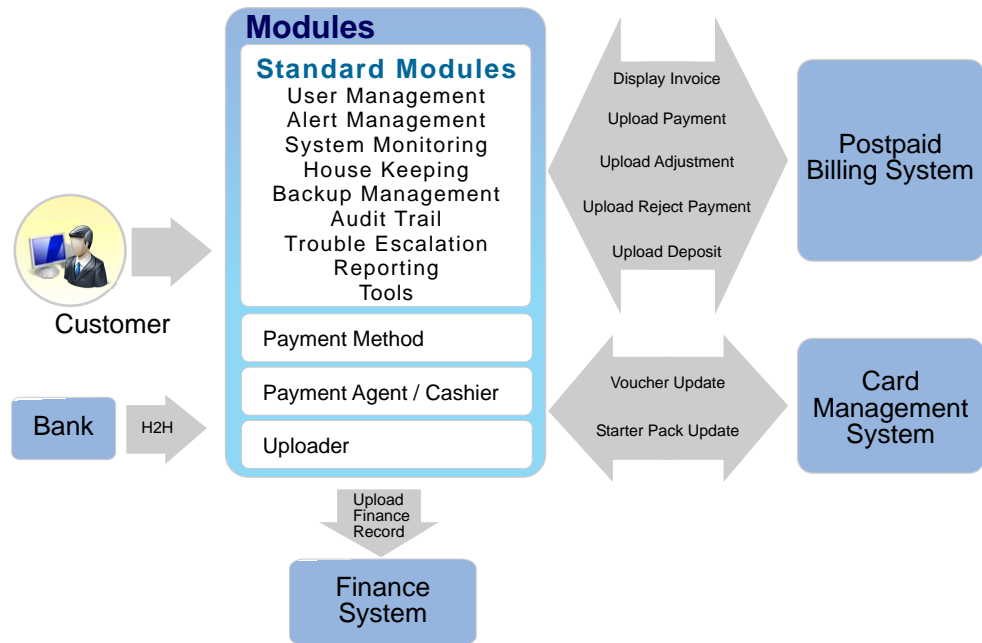 Modules
Standard Modules
User Management
Alert Management
System Monitoring
House Keeping
Backup Management
Audit Trail
Trouble Escalation
Reporting
Tools
Payment Method
Payment Agent / Cashier
Uploader
Customer
Bank
H2H
Display Invoice
Upload Payment
Upload Adjustment
Upload Reject Payment
Upload Deposit
Postpaid
Billing System
Voucher Update
Starter Pack Update
Card
Management
System
Upload
Finance
Record
Finance
System